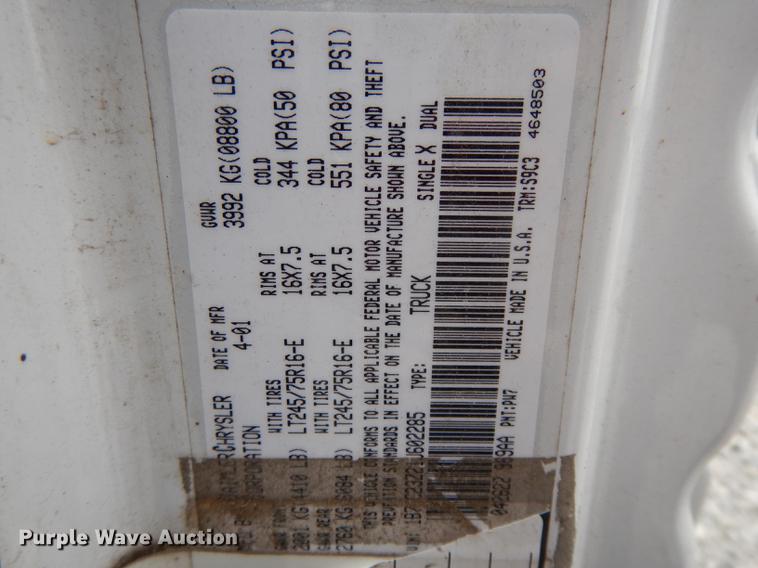 CHRYSLER DATE OF MFR GVWR
CORPORATION 4-01 3992 KG(08800 LB)
WITH TIRES RIMS AT COLD
4410 LB) LT245/75R16-E 16X7.5 344 KPA(50 PSI)
WITH TIRES RIMS AT COLD
2760 KG 6084 LB) LT245/75R16-E 16X7.5 551 KPA(80 PSI)
THIS VEHICLE CONFORMS TO ALL APPLICABLE FEDERAL MOTOR VEHICLE SAFETY AND THEFT
PREVENTION STANDARDS IN EFFECT ON THE DATE OF MANUFACTURE SHOWN ABOVE.
TYPE: TRUCK SINGLE X DUAL
PNT:PW7 VEHICLE MADE IN U.S.A. TRM:S9C3
4648503
Purple Wave Auction